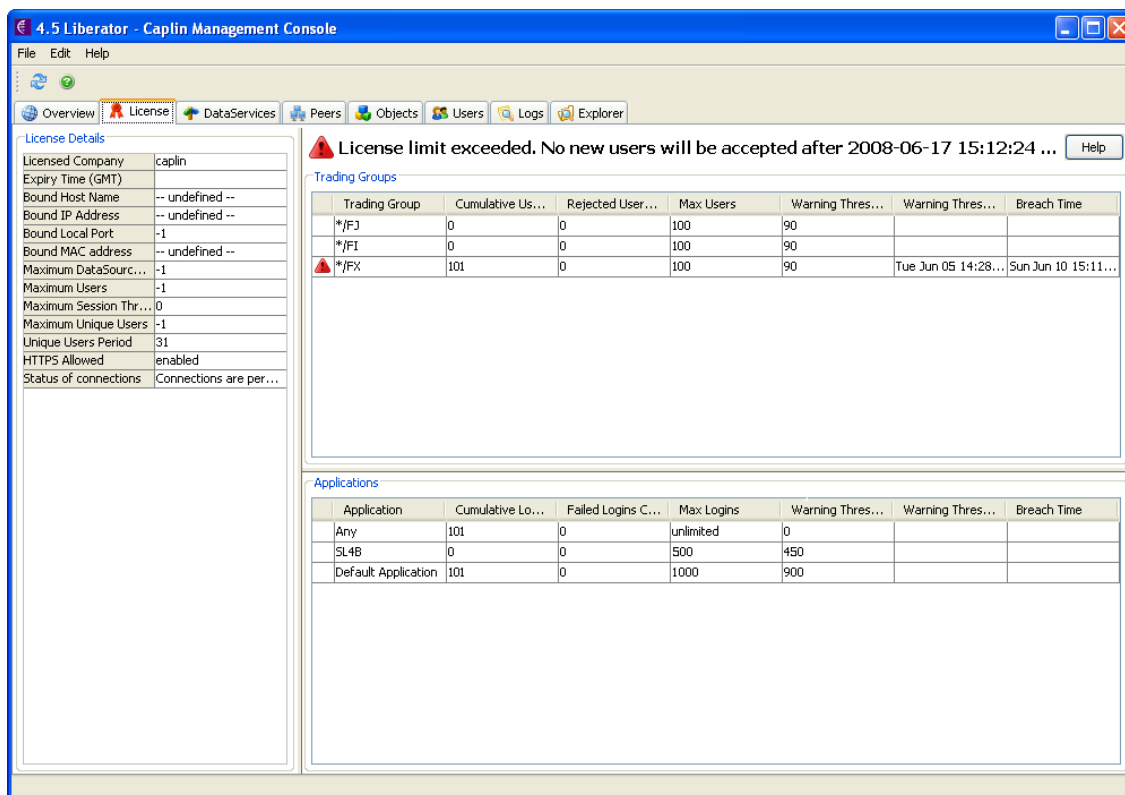 4.5 Liberator - Caplin Management Console
File Edit Help
Overview License DataServices Peers Objects Users Logs Explorer
License Details
Licensed Company caplin
Expiry Time (GMT)
Bound Host Name -- undefined --
Bound IP Address -- undefined --
Bound Local Port -1
Bound MAC address -- undefined --
Maximum DataSourc... -1
Maximum Users -1
Maximum Session Thr... 0
Maximum Unique Users -1
Unique Users Period 31
HTTPS Allowed enabled
Status of connections Connections are per...
License limit exceeded. No new users will be accepted after 2008-06-17 15:12:24 ... Help
Trading Groups
Trading Group Cumulative Us... Rejected User... Max Users Warning Thres... Warning Thres... Breach Time
*/FJ 0 0 100 90
*/FI 0 0 100 90
*/FX 101 0 100 90 Tue Jun 05 14:28... Sun Jun 10 15:11...
Applications
Application Cumulative Lo... Failed Logins C... Max Logins Warning Thres... Warning Thres... Breach Time
Any 101 0 unlimited 0
SL4B 0 0 500 450
Default Application 101 0 1000 900